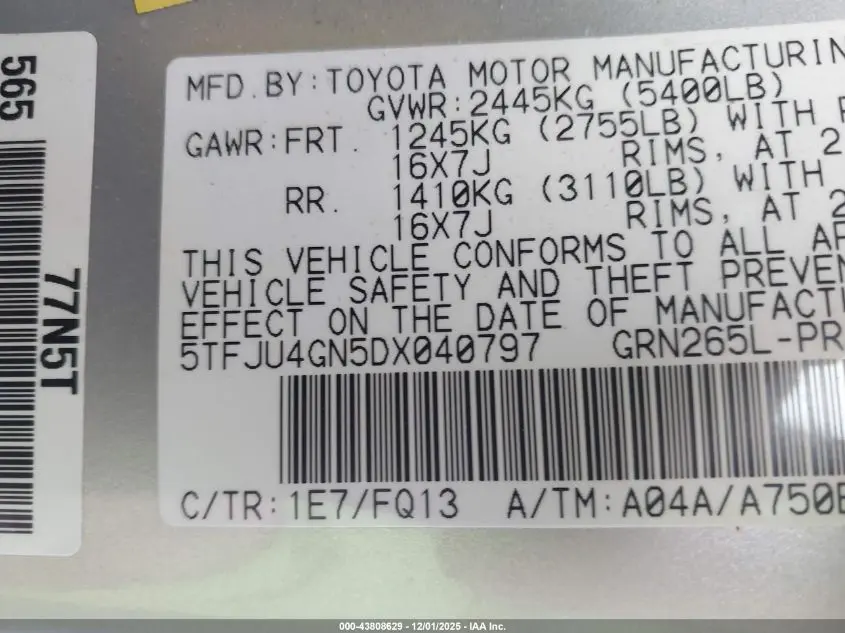 565
77N5T
MFD. BY: TOYOTA MOTOR MANUFACTURIN
GVWR: 2445KG (5400LB)
GAWR: FRT. 1245KG (2755LB) WITH
16X7J RIMS, AT 2
RR. 1410KG (3110LB) WITH
16X7J RIMS, AT 2
THIS VEHICLE CONFORMS TO ALL AP
VEHICLE SAFETY AND THEFT PREVEN
EFFECT ON THE DATE OF MANUFACTU
5TFJU4GN5DX040797 GRN265L-PR
C/TR: 1E7/FQ13 A/TM: A04A/A750E
000-43808629 - 12/01/2025 - IAA Inc.